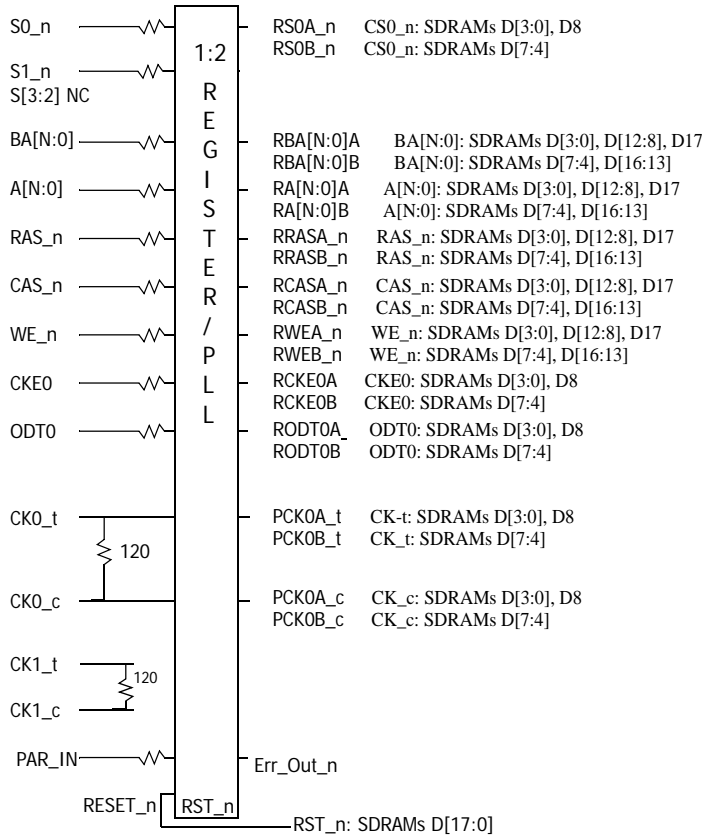 S0_n RS0A_n CS0_n: SDRAMs D[3:0], D8
RS0B_n CS0_n: SDRAMs D[7:4]
1:2
S1_n
S[3:2] NC
REGISTER/PLL
BA[N:0] RBA[N:0]A BA[N:0]: SDRAMs D[3:0], D[12:8], D17
RBA[N:0]B BA[N:0]: SDRAMs D[7:4], D[16:13]
A[N:0] RA[N:0]A A[N:0]: SDRAMs D[3:0], D[12:8], D17
RA[N:0]B A[N:0]: SDRAMs D[7:4], D[16:13]
RAS_n RRASA_n RAS_n: SDRAMs D[3:0], D[12:8], D17
RRASB_n RAS_n: SDRAMs D[7:4], D[16:13]
CAS_n RCASA_n CAS_n: SDRAMs D[3:0], D[12:8], D17
RCASB_n CAS_n: SDRAMs D[7:4], D[16:13]
WE_n RWEA_n WE_n: SDRAMs D[3:0], D[12:8], D17
RWEB_n WE_n: SDRAMs D[7:4], D[16:13]
CKE0 RCKE0A CKE0: SDRAMs D[3:0], D8
RCKE0B CKE0: SDRAMs D[7:4]
ODT0 RODT0A_ ODT0: SDRAMs D[3:0], D8
RODT0B ODT0: SDRAMs D[7:4]
CK0_t PCK0A_t CK-t: SDRAMs D[3:0], D8
PCK0B_t CK_t: SDRAMs D[7:4]
120
CK0_c PCK0A_c CK_c: SDRAMs D[3:0], D8
PCK0B_c CK_c: SDRAMs D[7:4]
CK1_t
120
CK1_c
PAR_IN Err_Out_n
RESET_n RST_n
RST_n: SDRAMs D[17:0]